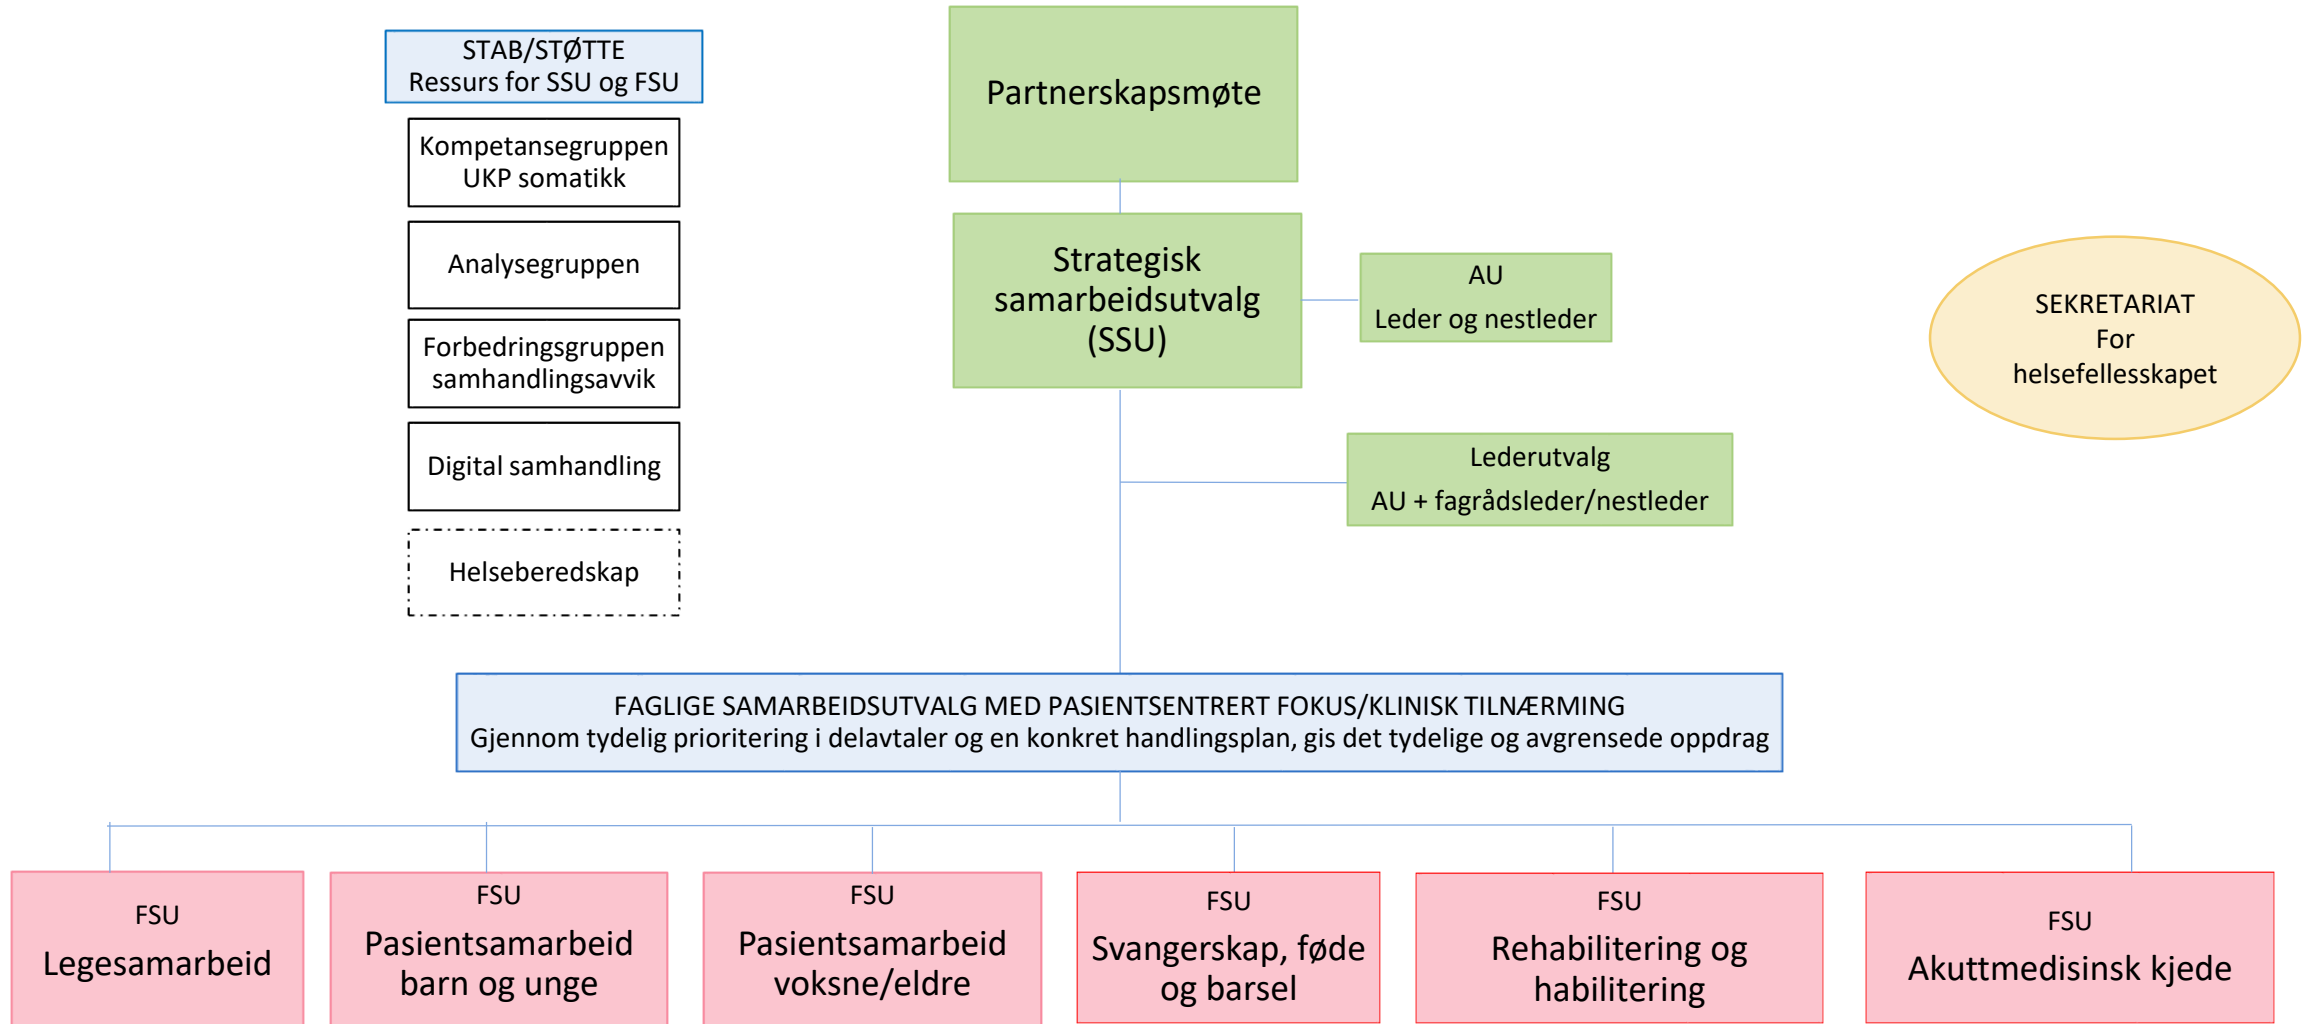 STAB/STØTTE
Ressurs for SSU og FSU
Kompetansegruppen
UKP somatikk
Analysegruppen
Forbedringsgruppen
samhandlingsavvik
Digital samhandling
Helseberedskap
Partnerskapsmøte
Strategisk
samarbeidsutvalg
(SSU)
AU
Leder og nestleder
Lederutvalg
AU + fagrådsleder/nestleder
SEKRETARIAT
For
helsefellesskapet
FAGLIGE SAMARBEIDSUTVALG MED PASIENTSENTRERT FOKUS/KLINISK TILNÆRMING
Gjennom tydelig prioritering i delavtaler og en konkret handlingsplan, gis det tydelige og avgrensede oppdrag
FSU
Legesamarbeid
FSU
Pasientsamarbeid
barn og unge
FSU
Pasientsamarbeid
voksne/eldre
FSU
Svangerskap, føde
og barsel
FSU
Rehabilitering og
habilitering
FSU
Akuttmedisinsk kjede